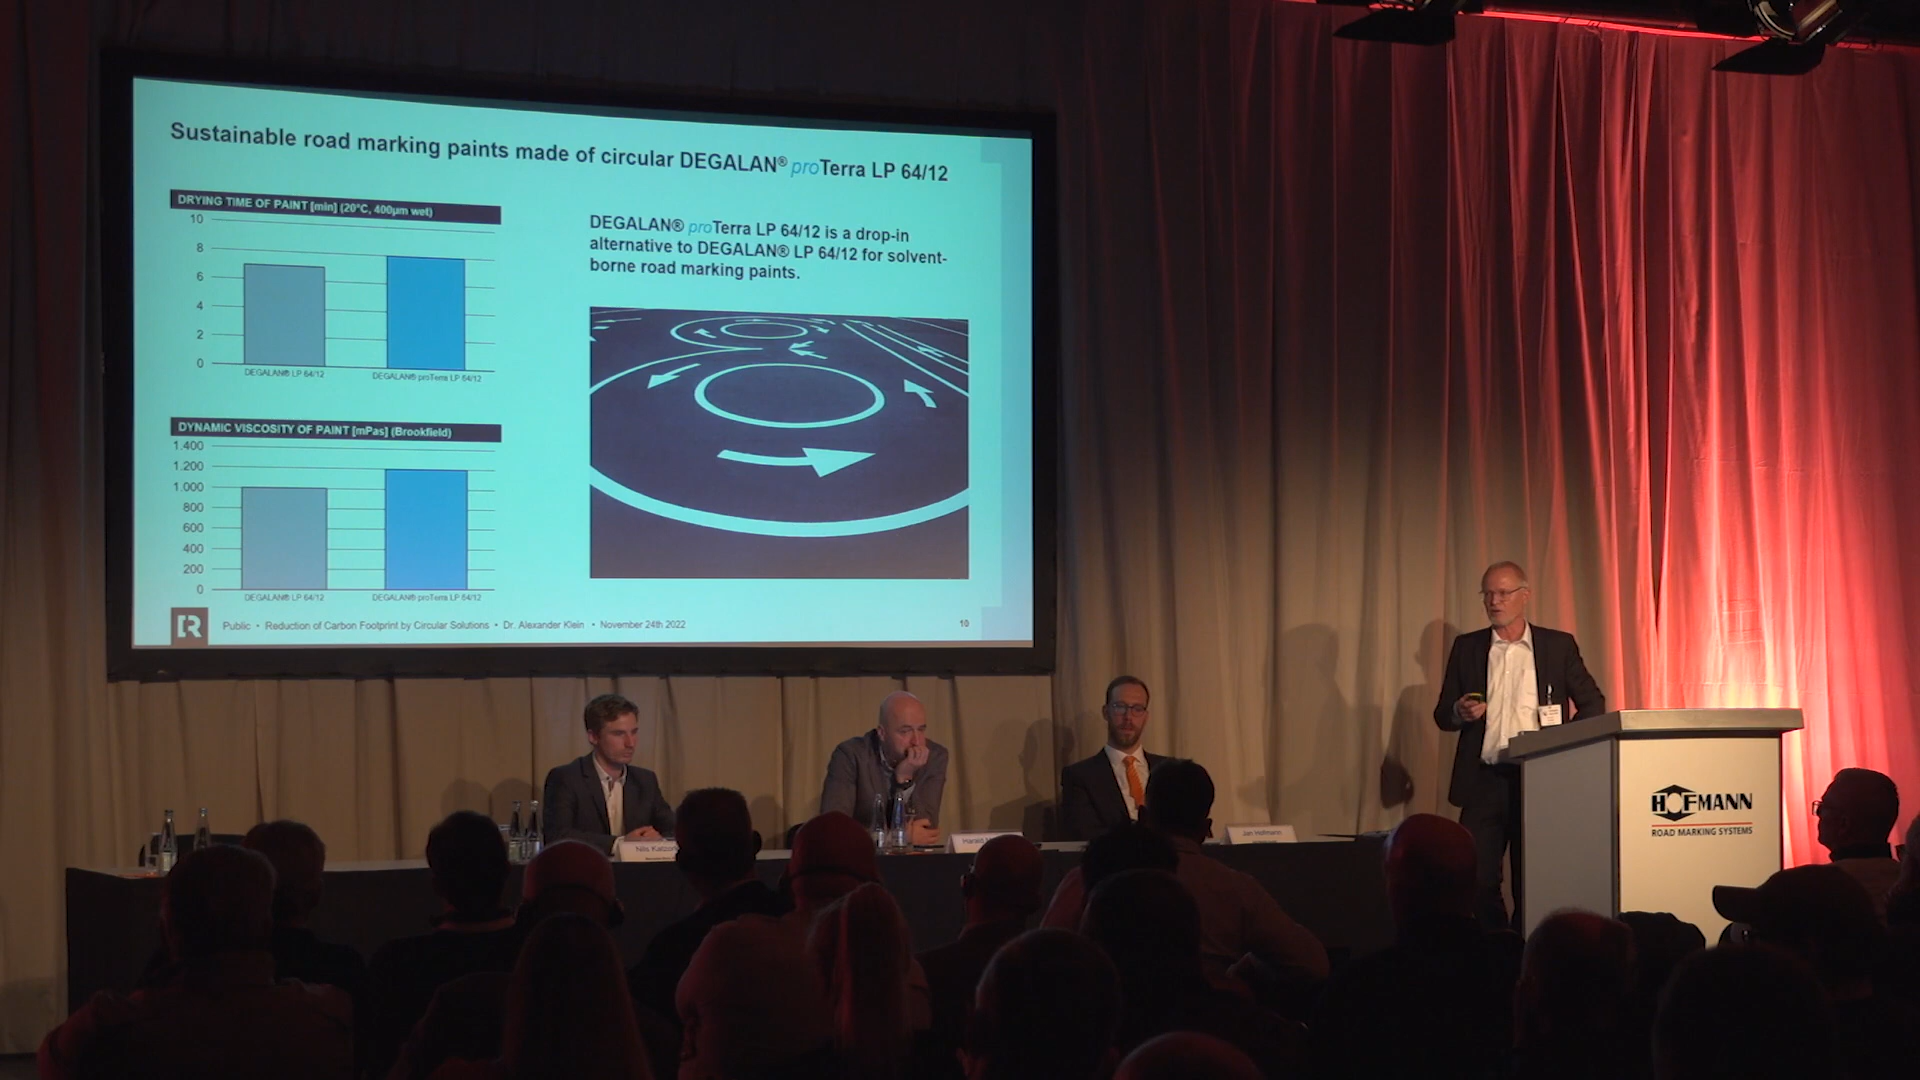 Sustainable road marking paints made of circular DEGALAN® proTerra LP 64/12
DRYING TIME OF PAINT [min] (20°C, 400µm wet)
10
8
6
4
2
0
DEGALAN® LP 64/12
DEGALAN® proTerra LP 64/12
DYNAMIC VISCOSITY OF PAINT [mPas] (Brookfield)
1.400
1.200
1.000
800
600
400
200
0
DEGALAN® LP 64/12
DEGALAN® proTerra LP 64/12
DEGALAN® proTerra LP 64/12 is a drop-in
alternative to DEGALAN® LP 64/12 for solvent-
borne road marking paints.
R
Public • Reduction of Carbon Footprint by Circular Solutions • Dr. Alexander Klein • November 24th 2022
10
Nils
Harald
Jan Hofmann
HOFMANN
ROAD MARKING SYSTEMS